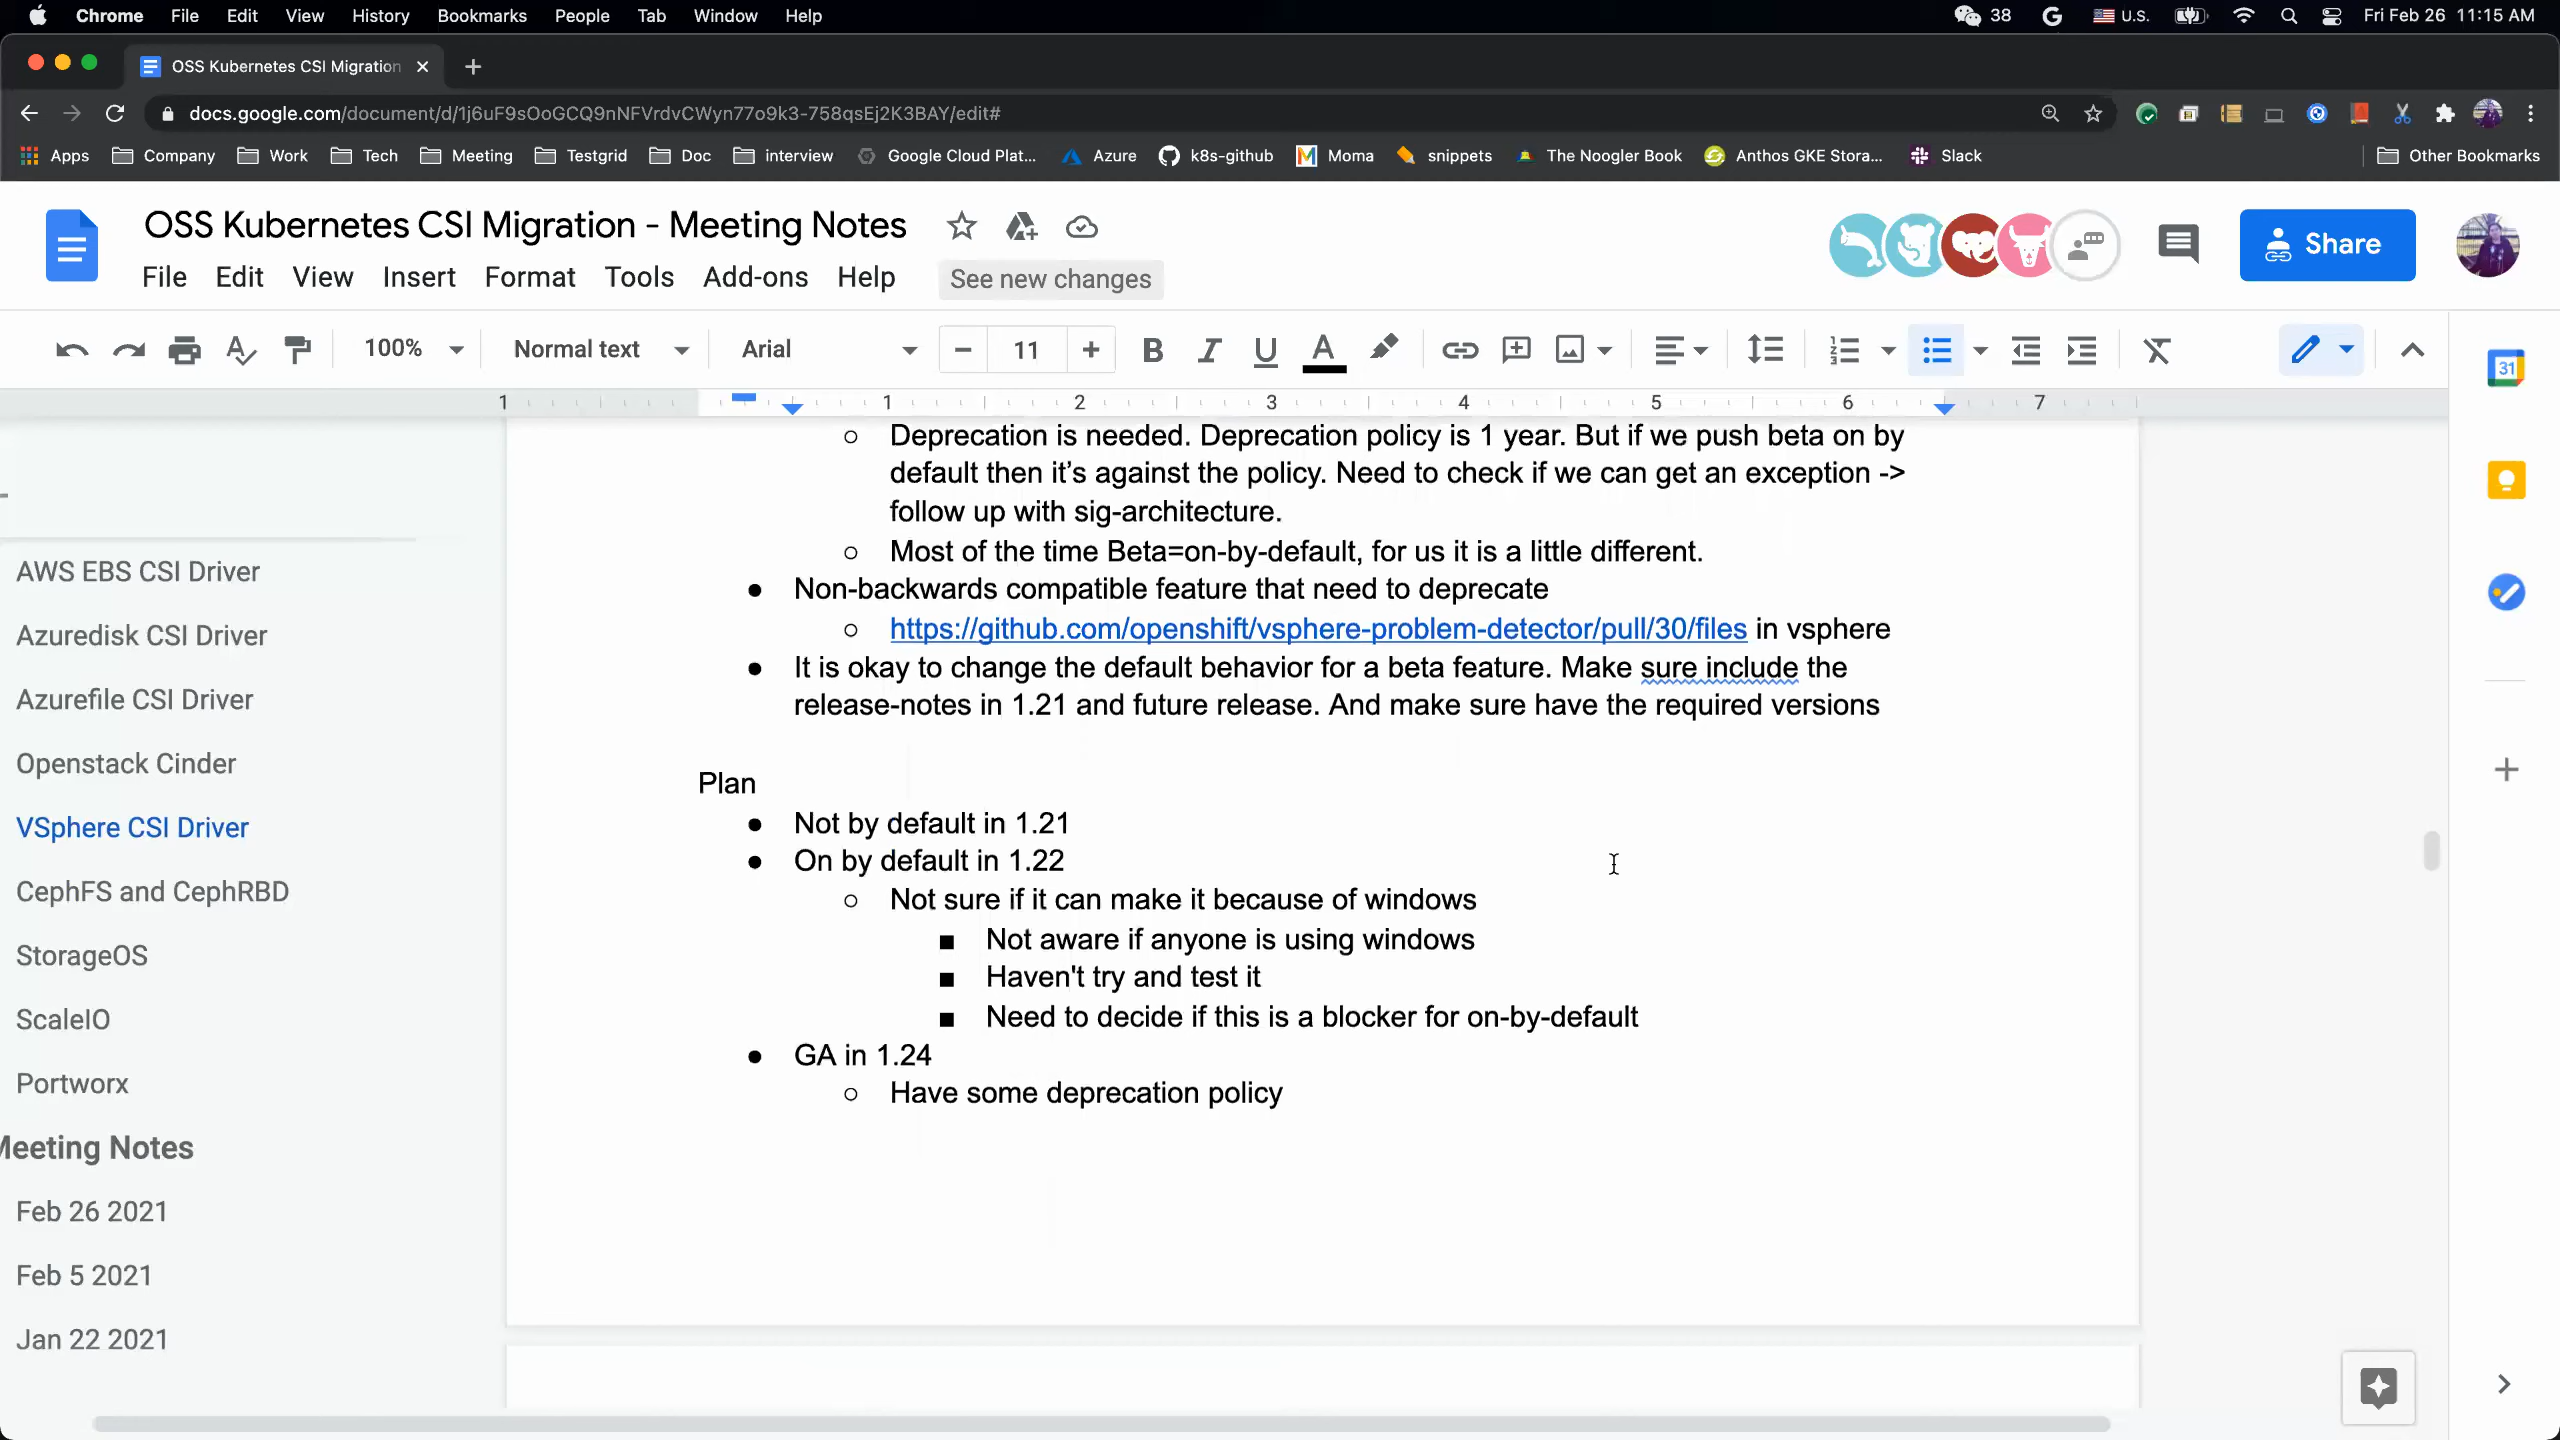 Chrome File Edit View History Bookmarks People Tab Window Help 38 U.S. Fri Feb 26 11:15 AM
OSS Kubernetes CSI Migration
docs.google.com/document/d/1j6uF9sOoGCQ9nNFVrdvCWyn77o9k3-758qsEj2K3BAY/edit#
Apps Company Work Tech Meeting Testgrid Doc interview Google Cloud Plat... Azure k8s-github Moma snippets The Noogler Book Anthos GKE Stora... Slack Other Bookmarks
OSS Kubernetes CSI Migration - Meeting Notes
Share
File Edit View Insert Format Tools Add-ons Help See new changes
100% Normal text Arial 11
31
1 1 2 3 4 5 6 7
Deprecation is needed. Deprecation policy is 1 year. But if we push beta on by
default then it's against the policy. Need to check if we can get an exception ->
follow up with sig-architecture.
Most of the time Beta=on-by-default, for us it is a little different.
Non-backwards compatible feature that need to deprecate
https://github.com/openshift/vsphere-problem-detector/pull/30/files in vsphere
It is okay to change the default behavior for a beta feature. Make sure include the
release-notes in 1.21 and future release. And make sure have the required versions
Plan
Not by default in 1.21
On by default in 1.22
Not sure if it can make it because of windows
Not aware if anyone is using windows
Haven't try and test it
Need to decide if this is a blocker for on-by-default
GA in 1.24
Have some deprecation policy
AWS EBS CSI Driver
Azuredisk CSI Driver
Azurefile CSI Driver
Openstack Cinder
VSphere CSI Driver
CephFS and CephRBD
StorageOS
ScaleIO
Portworx
Meeting Notes
Feb 26 2021
Feb 5 2021
Jan 22 2021